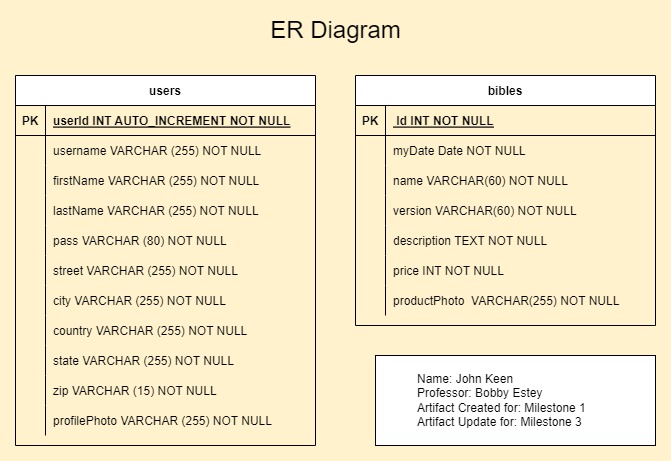 ER Diagram
users
PK userId INT AUTO_INCREMENT NOT NULL
username VARCHAR (255) NOT NULL
firstName VARCHAR (255) NOT NULL
lastName VARCHAR (255) NOT NULL
pass VARCHAR (80) NOT NULL
street VARCHAR (255) NOT NULL
city VARCHAR (255) NOT NULL
country VARCHAR (255) NOT NULL
state VARCHAR (255) NOT NULL
zip VARCHAR (15) NOT NULL
profilePhoto VARCHAR (255) NOT NULL
bibles
PK Id INT NOT NULL
myDate Date NOT NULL
name VARCHAR(60) NOT NULL
version VARCHAR(60) NOT NULL
description TEXT NOT NULL
price INT NOT NULL
productPhoto VARCHAR(255) NOT NULL
Name: John Keen
Professor: Bobby Estey
Artifact Created for: Milestone 1
Artifact Update for: Milestone 3